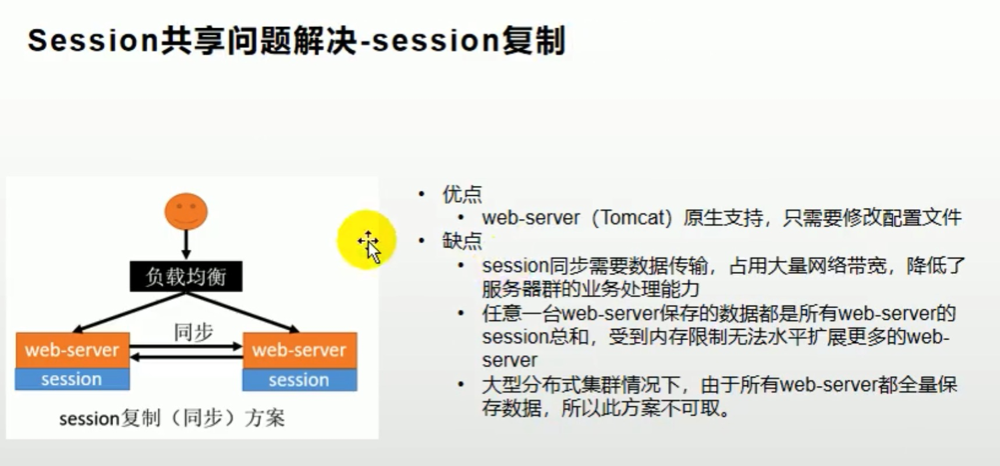 Session共享问题解决-session复制
负载均衡
同步
web-server
web-server
session
session
session复制（同步）方案
• 优点
• web-server（Tomcat）原生支持，只需要修改配置文件
• 缺点
• session同步需要数据传输，占用大量网络带宽，降低了
服务器群的业务处理能力
• 任意一台web-server保存的数据都是所有web-server的
session总和，受到内存限制无法水平扩展更多的web-
server
• 大型分布式集群情况下，由于所有web-server都全量保
存数据，所以此方案不可取。